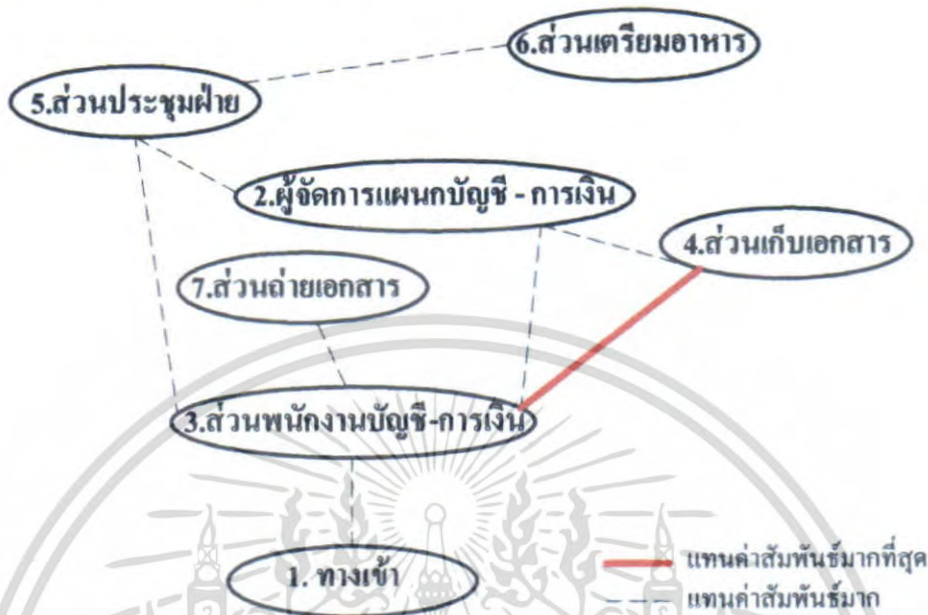 6.ส่วนเตรียมอาหาร
5.ส่วนประชุมฝ่าย
2.ผู้จัดการแผนกบัญชี - การเงิน
4.ส่วนเก็บเอกสาร
7.ส่วนถ่ายเอกสาร
3.ส่วนพนักงานบัญชี-การเงิน
แทนค่าสัมพันธ์มากที่สุด
1. ทางเข้า
แทนค่าสัมพันธ์มาก